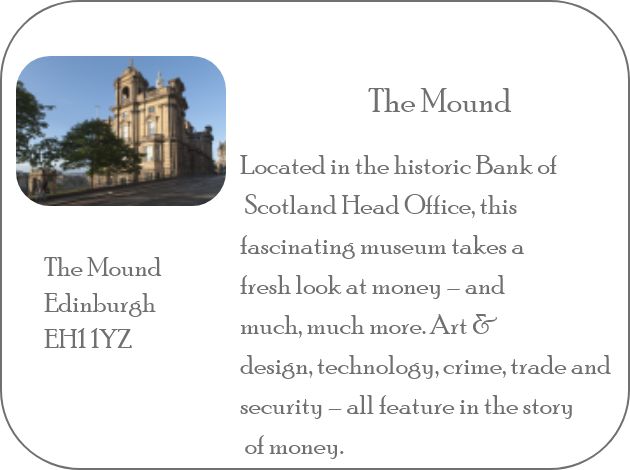 The Mound
Located in the historic Bank of
Scotland Head Office, this
fascinating museum takes a
fresh look at money – and
much, much more. Art &
design, technology, crime, trade and
security – all feature in the story
of money.
The Mound
Edinburgh
EH1 1YZ